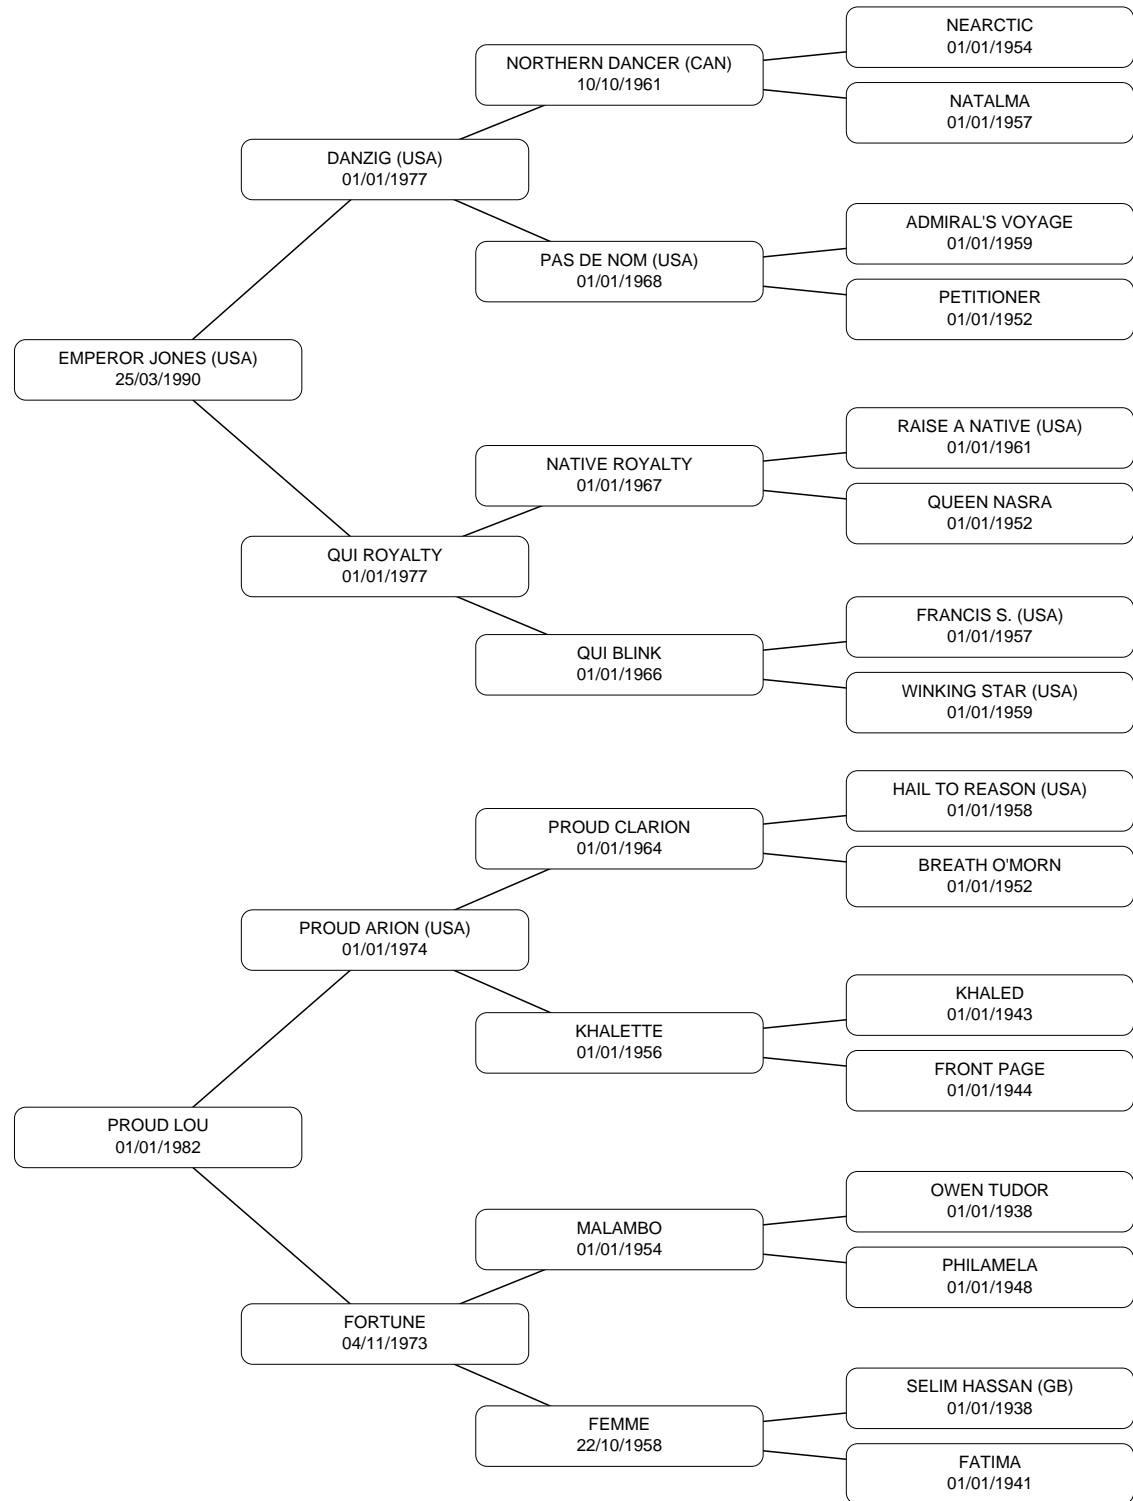 NEARCTIC
01/01/1954
NORTHERN DANCER (CAN)
10/10/1961
NATALMA
01/01/1957
DANZIG (USA)
01/01/1977
ADMIRAL'S VOYAGE
01/01/1959
PAS DE NOM (USA)
01/01/1968
PETITIONER
01/01/1952
EMPEROR JONES (USA)
25/03/1990
RAISE A NATIVE (USA)
01/01/1961
NATIVE ROYALTY
01/01/1967
QUEEN NASRA
01/01/1952
QUI ROYALTY
01/01/1977
FRANCIS S. (USA)
01/01/1957
QUI BLINK
01/01/1966
WINKING STAR (USA)
01/01/1959
HAIL TO REASON (USA)
01/01/1958
PROUD CLARION
01/01/1964
BREATH O'MORN
01/01/1952
PROUD ARION (USA)
01/01/1974
KHALED
01/01/1943
KHALETTE
01/01/1956
FRONT PAGE
01/01/1944
PROUD LOU
01/01/1982
OWEN TUDOR
01/01/1938
MALAMBO
01/01/1954
PHILAMELA
01/01/1948
FORTUNE
04/11/1973
SELIM HASSAN (GB)
01/01/1938
FEMME
22/10/1958
FATIMA
01/01/1941